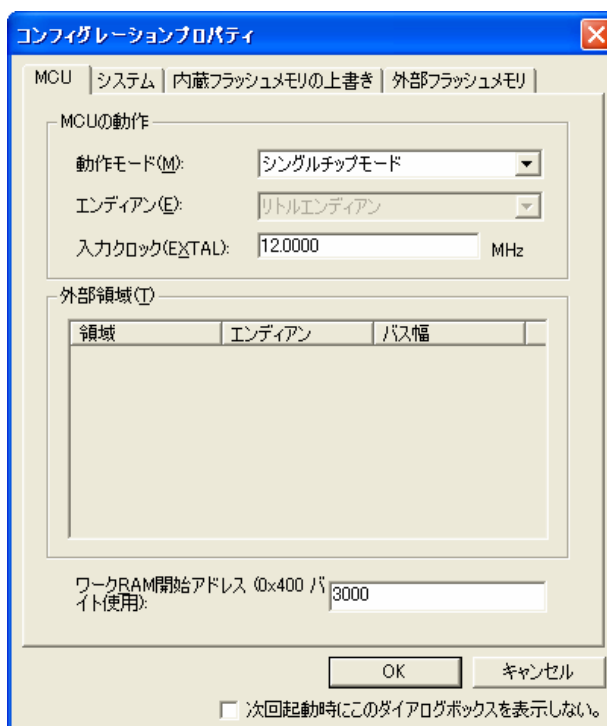 コンフィグレーションプロパティ
MCU システム 内蔵フラッシュメモリの上書き 外部フラッシュメモリ
MCUの動作
動作モード(M): シングルチップモード
エンディアン(E): リトルエンディアン
入力クロック(EXTAL): 12.0000 MHz
外部領域(T)
領域 エンディアン バス幅
ワークRAM開始アドレス (0x400 バ
イト使用): 3000
OK キャンセル
次回起動時にこのダイアログボックスを表示しない。